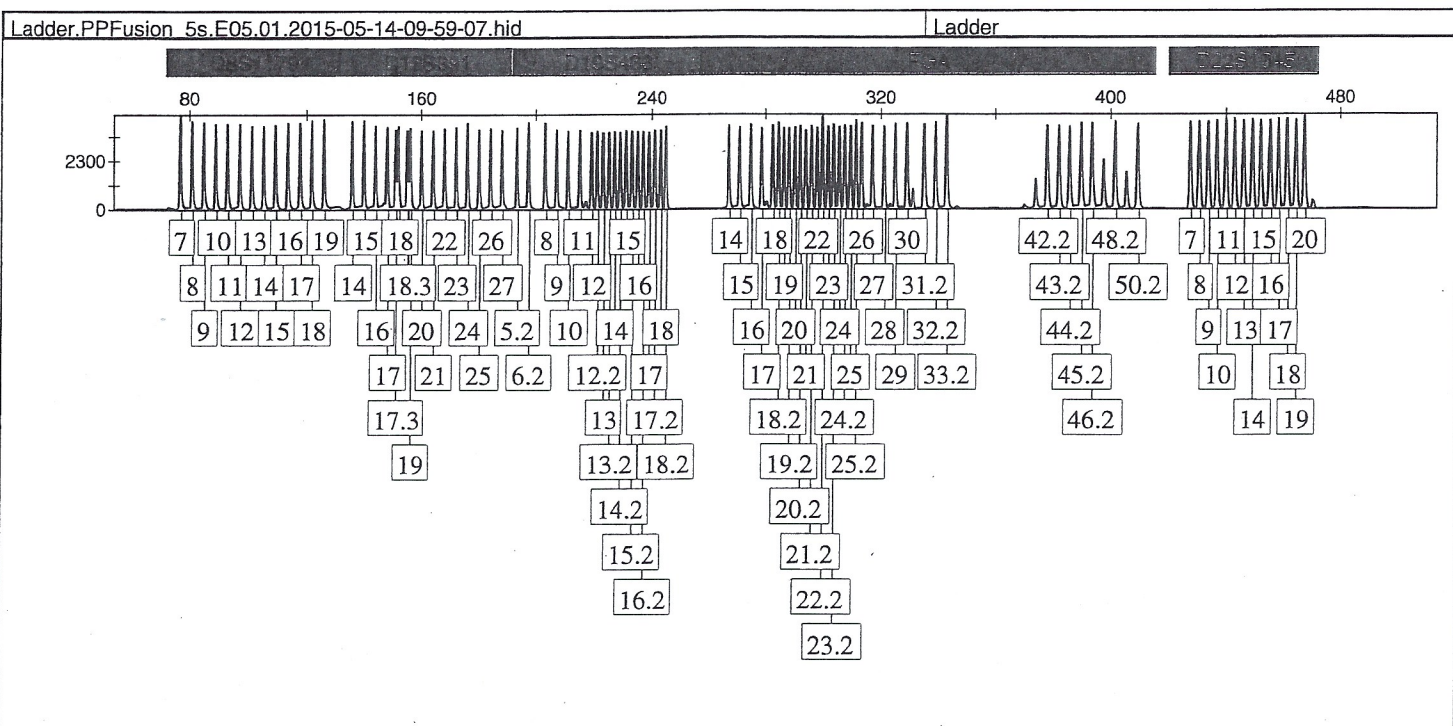 Ladder.PPFusion_5s.E05.01.2015-05-14-09-59-07.hid Ladder
80 160 240 320 400 480
2300
0
7 10 13 16 19 15 18 22 26 8 11 15 14 18 22 26 30 42.2 48.2 7 11 15 20
8 11 14 17 14 18.3 23 27 9 12 16 15 19 23 27 31.2 43.2 50.2 8 12 16
9 12 15 18 16 20 24 5.2 10 14 18 16 20 24 28 32.2 44.2 9 13 17
17 21 25 6.2 12.2 17 17 21 25 29 33.2 45.2 10 18
17.3 13 17.2 18.2 24.2 46.2 14 19
19 13.2 18.2 19.2 25.2
14.2 20.2
15.2 21.2
16.2 22.2
23.2